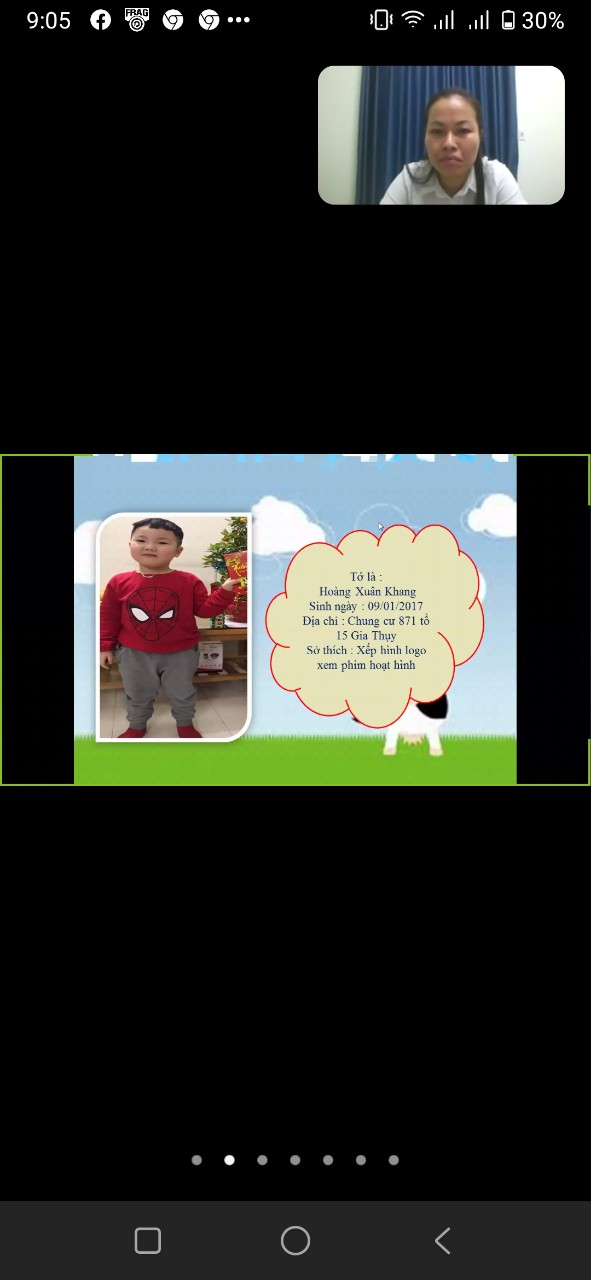 9:05
FRAG
30%
Tớ là :
Hoàng Xuân Khang
Sinh ngày : 09/01/2017
Địa chỉ : Chung cư 871 tổ
15 Gia Thụy
Sở thích : Xếp hình logo
xem phim hoạt hình